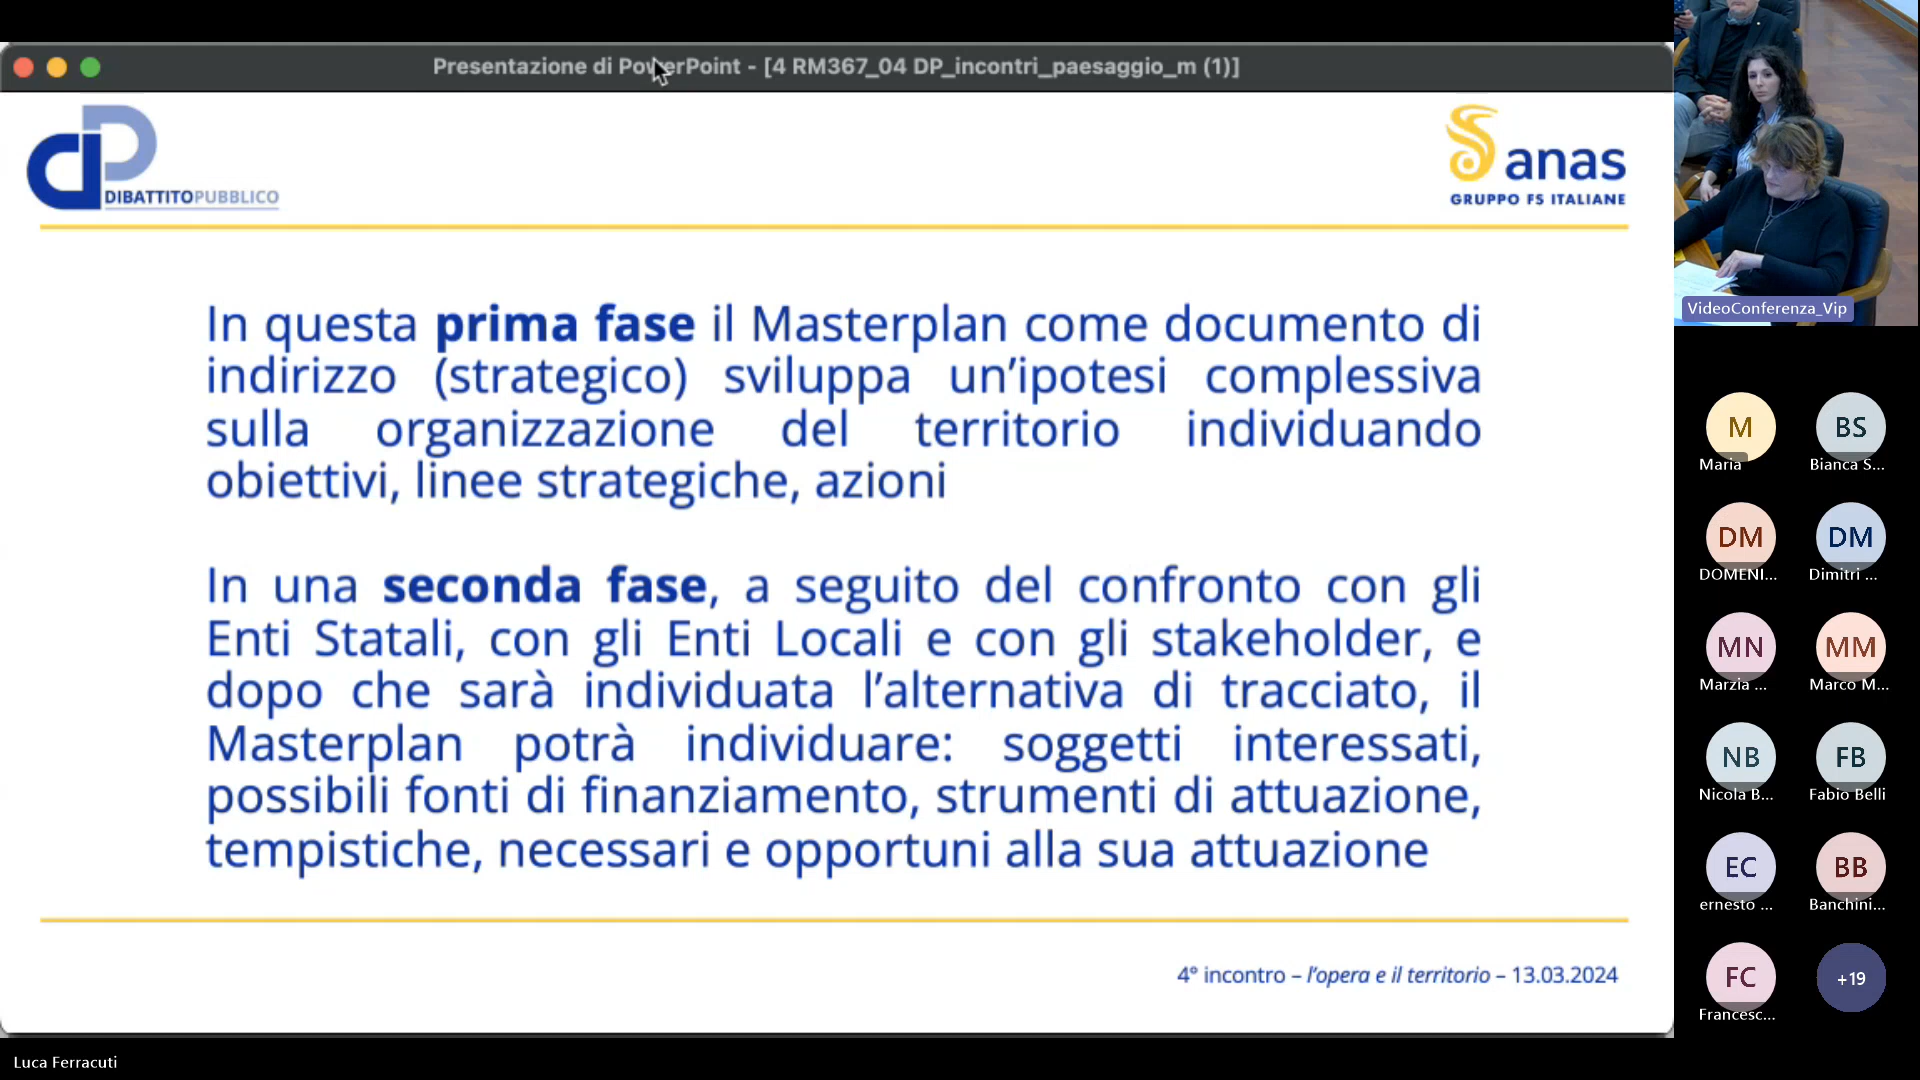 Presentazione di PowerPoint - [4 RM367_04 DP_incontri_paesaggio_m (1)]
dP
DIBATTITOPUBBLICO
anas
GRUPPO FS ITALIANE
In questa prima fase il Masterplan come documento di
indirizzo (strategico) sviluppa un’ipotesi complessiva
sulla organizzazione del territorio individuando
obiettivi, linee strategiche, azioni
In una seconda fase, a seguito del confronto con gli
Enti Statali, con gli Enti Locali e con gli stakeholder, e
dopo che sarà individuata l’alternativa di tracciato, il
Masterplan potrà individuare: soggetti interessati,
possibili fonti di finanziamento, strumenti di attuazione,
tempistiche, necessari e opportuni alla sua attuazione
4° incontro – l’opera e il territorio – 13.03.2024
Luca Ferracuti
VideoConferenza_Vip
M
BS
Maria
Bianca S...
DM
DM
DOMENI...
Dimitri ...
MN
MM
Marzia ...
Marco M...
NB
FB
Nicola B...
Fabio Belli
EC
BB
ernesto ...
Banchini...
FC
+19
Francesc...